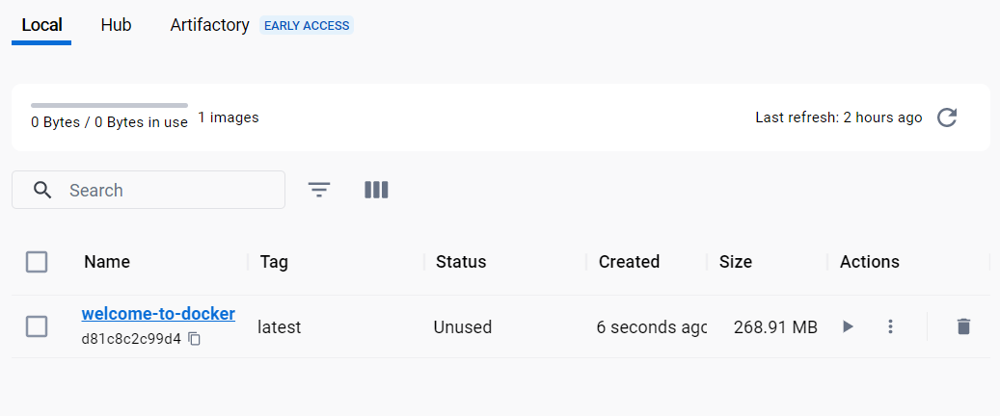 Local Hub Artifactory EARLY ACCESS
0 Bytes / 0 Bytes in use 1 images Last refresh: 2 hours ago
Search
Name Tag Status Created Size Actions
welcome-to-docker
d81c8c2c99d4
latest Unused 6 seconds ago 268.91 MB